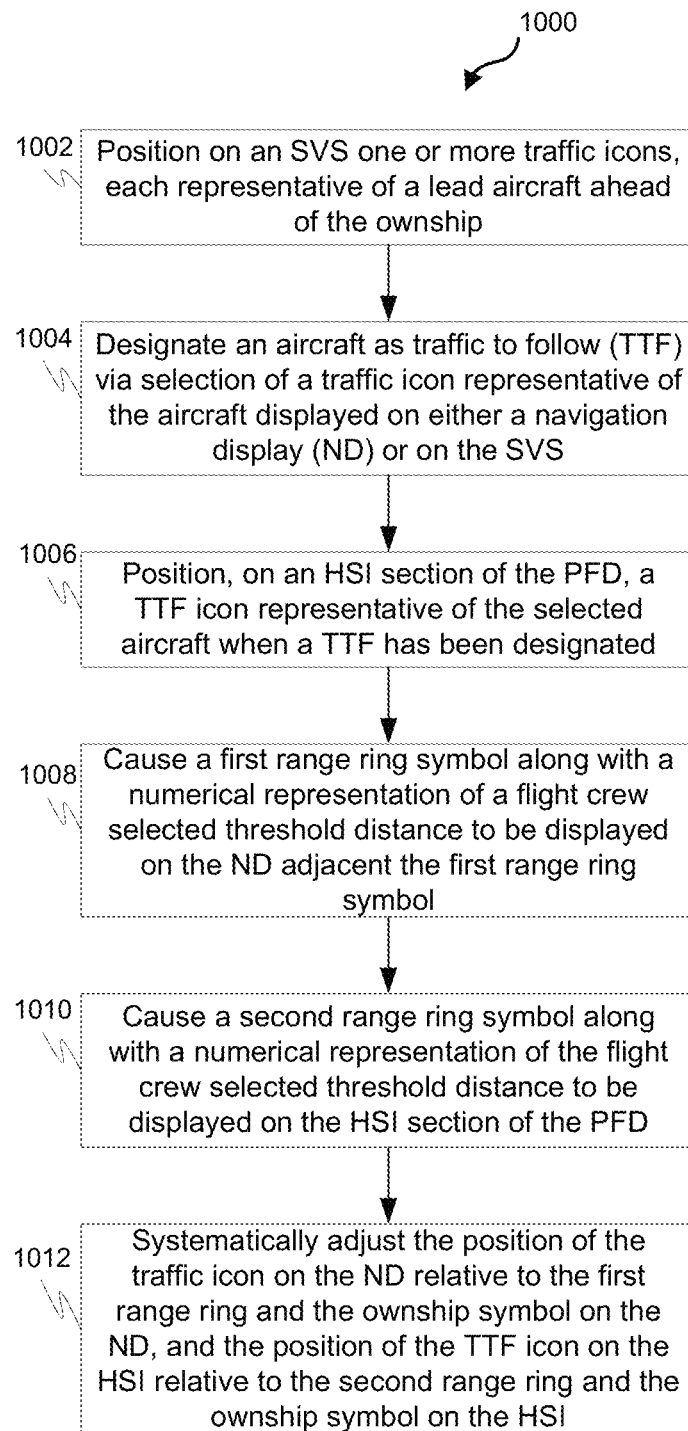 1000
1002
Position on an SVS one or more traffic icons,
each representative of a lead aircraft ahead
of the ownship
1004
Designate an aircraft as traffic to follow (TTF)
via selection of a traffic icon representative of
the aircraft displayed on either a navigation
display (ND) or on the SVS
1006
Position, on an HSI section of the PFD, a
TTF icon representative of the selected
aircraft when a TTF has been designated
1008
Cause a first range ring symbol along with a
numerical representation of a flight crew
selected threshold distance to be displayed
on the ND adjacent the first range ring
symbol
1010
Cause a second range ring symbol along
with a numerical representation of the flight
crew selected threshold distance to be
displayed on the HSI section of the PFD
1012
Systematically adjust the position of the
traffic icon on the ND relative to the first
range ring and the ownship symbol on the
ND, and the position of the TTF icon on the
HSI relative to the second range ring and the
ownship symbol on the HSI